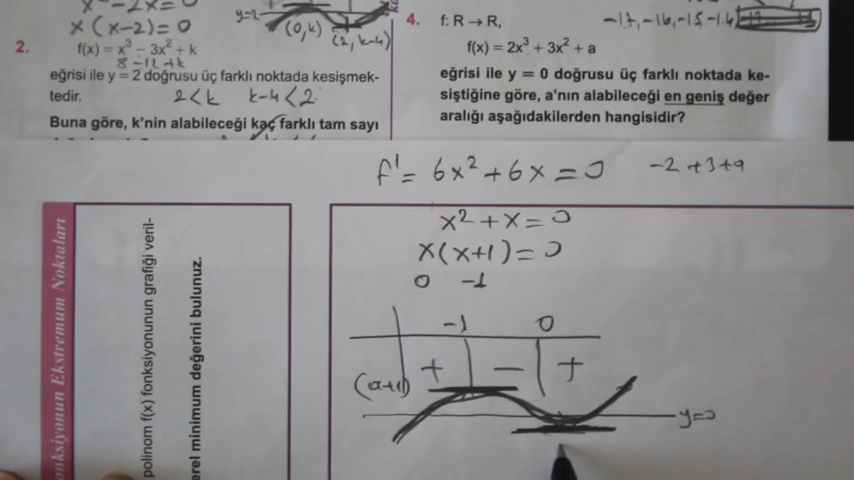 x(x-2)=0
y=2
(0,k)
(2, k-4)
2.
f(x) = x³ - 3x² + k
8-12+k
eğrisi ile y = 2 doğrusu üç farklı noktada kesişmek-
tedir.
2<k k-4<2
Buna göre, k'nin alabileceği kaç farklı tam sayı
4.
f: R → R,
-17,-16,-15,-14
f(x) = 2x³ + 3x² + a
eğrisi ile y = 0 doğrusu üç farklı noktada ke-
siştiğine göre, a'nın alabileceği en geniş değer
aralığı aşağıdakilerden hangisidir?
f' = 6x²+6x=0
-2+3+a
x²+x=0
x(x+1)=0
0 -1
-1 0
+ - +
(a+1)
y=0
onksiyonun Ekstremum Noktaları
polinom f(x) fonksiyonunun grafiği veril-
erel minimum değerini bulunuz.